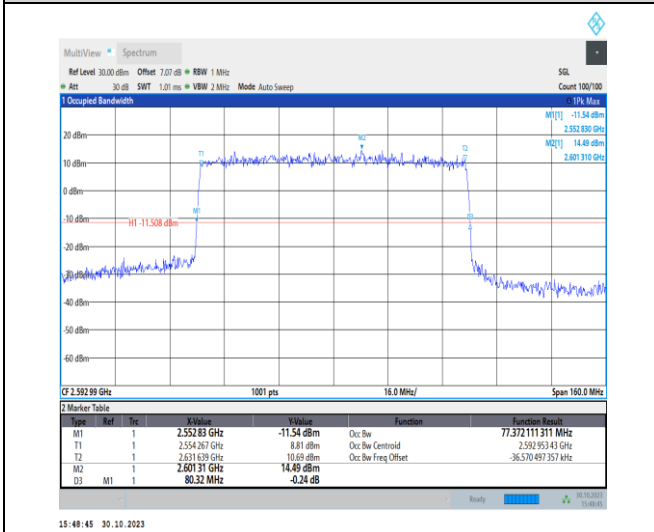 MultiView Spectrum
Ref Level 30.00 dBm Offset 7.07 dB RBW 1 MHz SGL
Att 30 dB SWT 1.01 ms VBW 2 MHz Mode Auto Sweep Count 100/100
1 Occupied Bandwidth 1Pk Max
M1[1] -11.54 dBm
2.552 830 GHz
M2[1] 14.49 dBm
2.601 310 GHz
20 dBm
M2
T1
T2
10 dBm
0 dBm
M1
D3
-10 dBm
H1 -11.508 dBm
-20 dBm
-30 dBm
-40 dBm
-50 dBm
-60 dBm
CF 2.592 99 GHz 1001 pts 16.0 MHz/ Span 160.0 MHz
2 Marker Table
Type Ref Trc X-Value Y-Value Function Function Result
M1 1 2.552 83 GHz -11.54 dBm Occ Bw 77.372 111 311 MHz
T1 1 2.554 267 GHz 8.81 dBm Occ Bw Centroid 2.592 953 43 GHz
T2 1 2.631 639 GHz 10.69 dBm Occ Bw Freq Offset -36.570 497 357 kHz
M2 1 2.601 31 GHz 14.49 dBm
D3 M1 1 80.32 MHz -0.24 dB
Ready 30.10.2023
15:48:45
15:48:45 30.10.2023